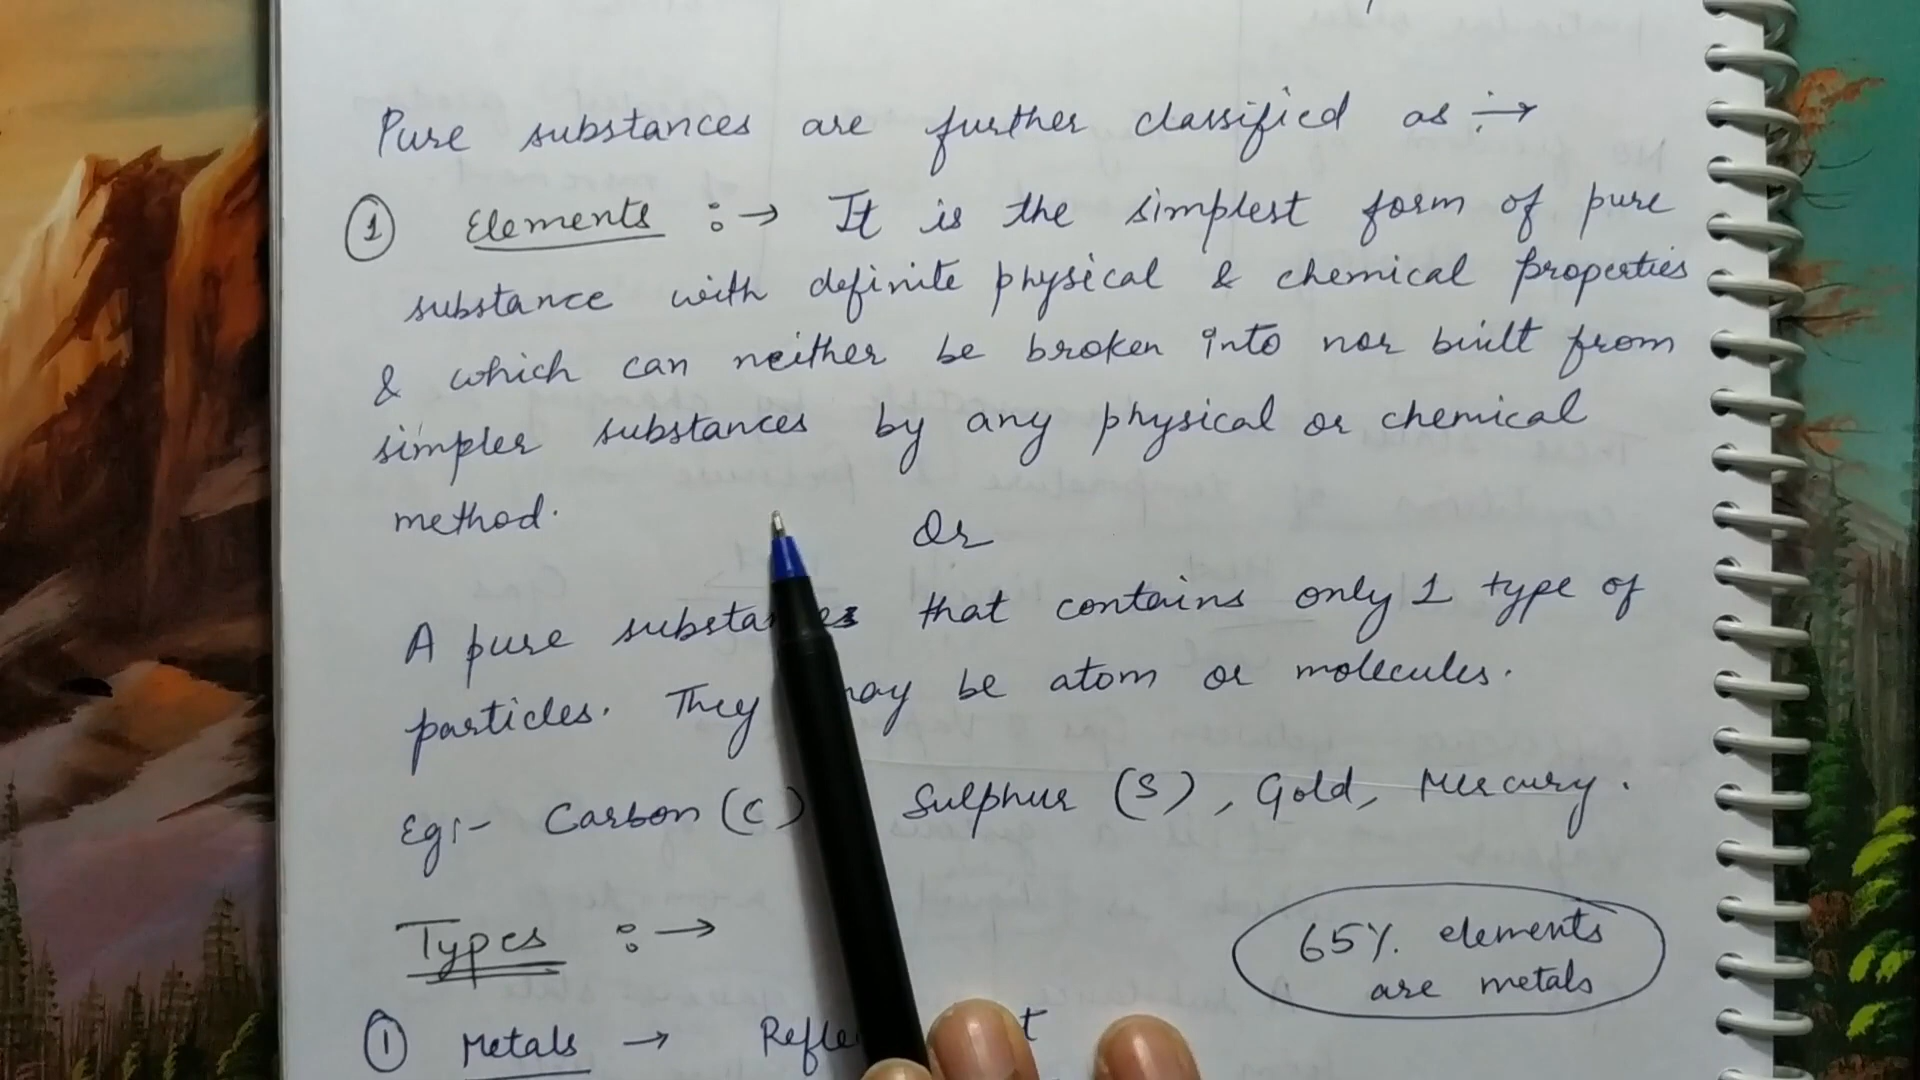 Pure substances are further classified as :→
① Elements :→ It is the simplest form of pure
substance with definite physical & chemical properties
& which can neither be broken into nor built from
simpler substances by any physical or chemical
method.
Or
A pure that contains only 1 type of
particles. They may be atom or molecules.
Eg:- Carbon (C) Sulphur (S), Gold, Mercury.
Types :→
65% elements
are metals
① Metals →